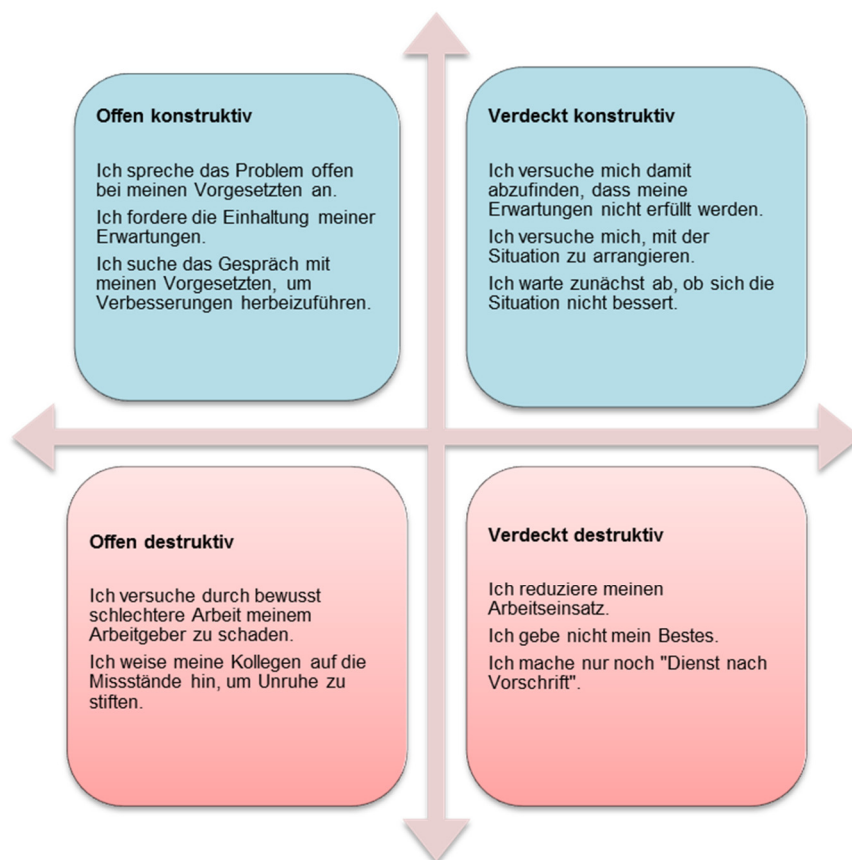 Offen konstruktiv
Ich spreche das Problem offen
bei meinen Vorgesetzten an.
Ich fordere die Einhaltung meiner
Erwartungen.
Ich suche das Gespräch mit
meinen Vorgesetzten, um
Verbesserungen herbeizuführen.
Verdeckt konstruktiv
Ich versuche mich damit
abzufinden, dass meine
Erwartungen nicht erfüllt werden.
Ich versuche mich, mit der
Situation zu arrangieren.
Ich warte zunächst ab, ob sich die
Situation nicht bessert.
Offen destruktiv
Ich versuche durch bewusst
schlechtere Arbeit meinem
Arbeitgeber zu schaden.
Ich weise meine Kollegen auf die
Missstände hin, um Unruhe zu
stiften.
Verdeckt destruktiv
Ich reduziere meinen
Arbeitseinsatz.
Ich gebe nicht mein Bestes.
Ich mache nur noch "Dienst nach
Vorschrift".